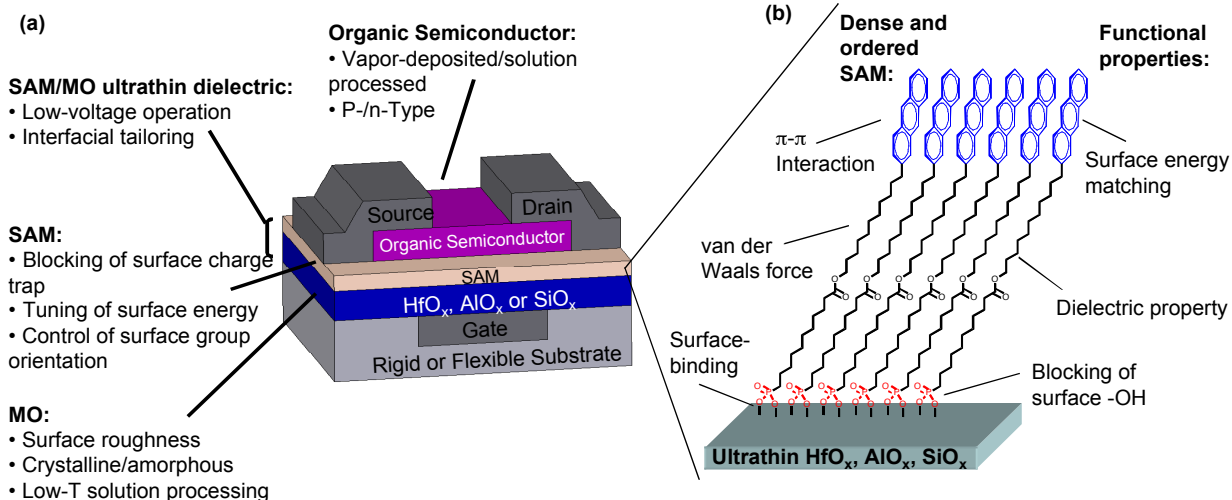 (a)
Organic Semiconductor:
• Vapor-deposited/solution
processed
• P-/n-Type
SAM/MO ultrathin dielectric:
• Low-voltage operation
• Interfacial tailoring
SAM:
• Blocking of surface charge
trap
• Tuning of surface energy
• Control of surface group
orientation
MO:
• Surface roughness
• Crystalline/amorphous
• Low-T solution processing
Source
Drain
Organic Semiconductor
SAM
HfOx, AlOx or SiOx
Gate
Rigid or Flexible Substrate
(b)
Dense and
ordered
SAM:
Functional
properties:
π-π
Interaction
Surface energy
matching
van der
Waals force
O O O O O O
O O O O O O
Dielectric property
Surface-
binding
Blocking of
surface -OH
O P O P O P O P O P O P
O O O O O O O O O O O O
Ultrathin HfOx, AlOx, SiOx